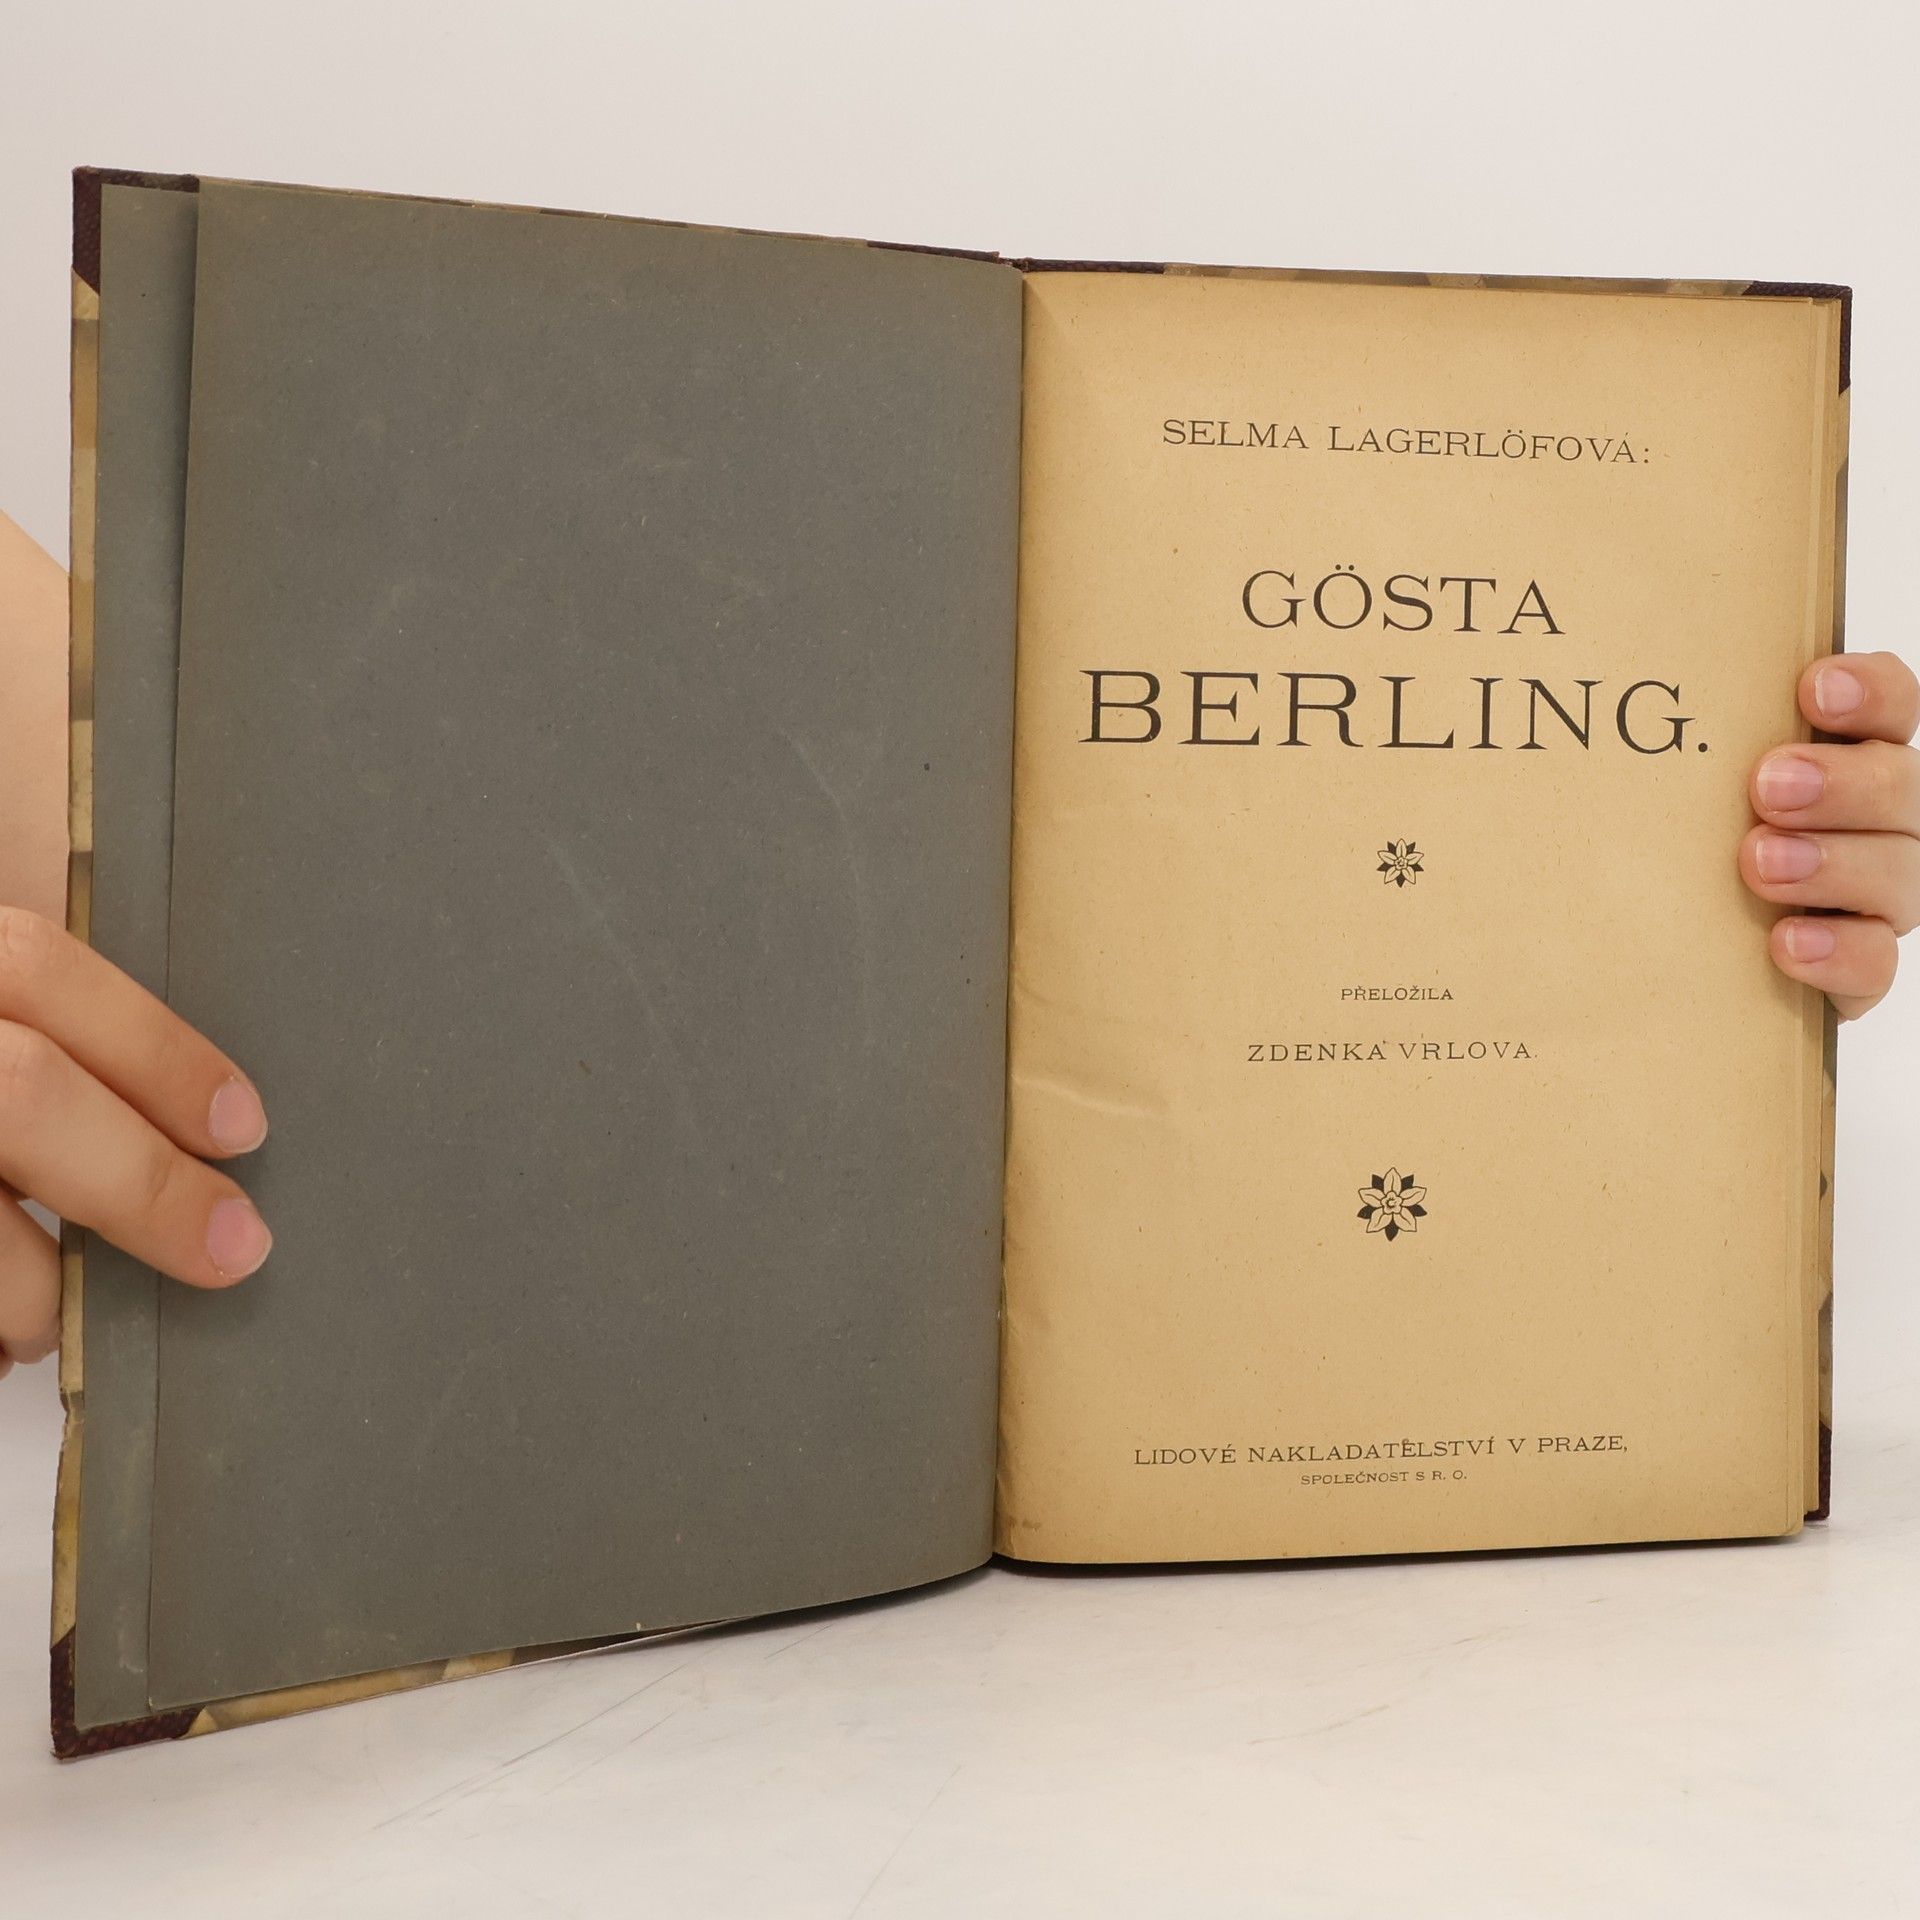 SELMA LAGERLÖFOVÁ:
GÖSTA
BERLING.
PŘELOŽILA
ZDENKA VRLOVA.
LIDOVÉ NAKLADATELSTVÍ V PRAZE,
SPOLEČNOST S R. O.